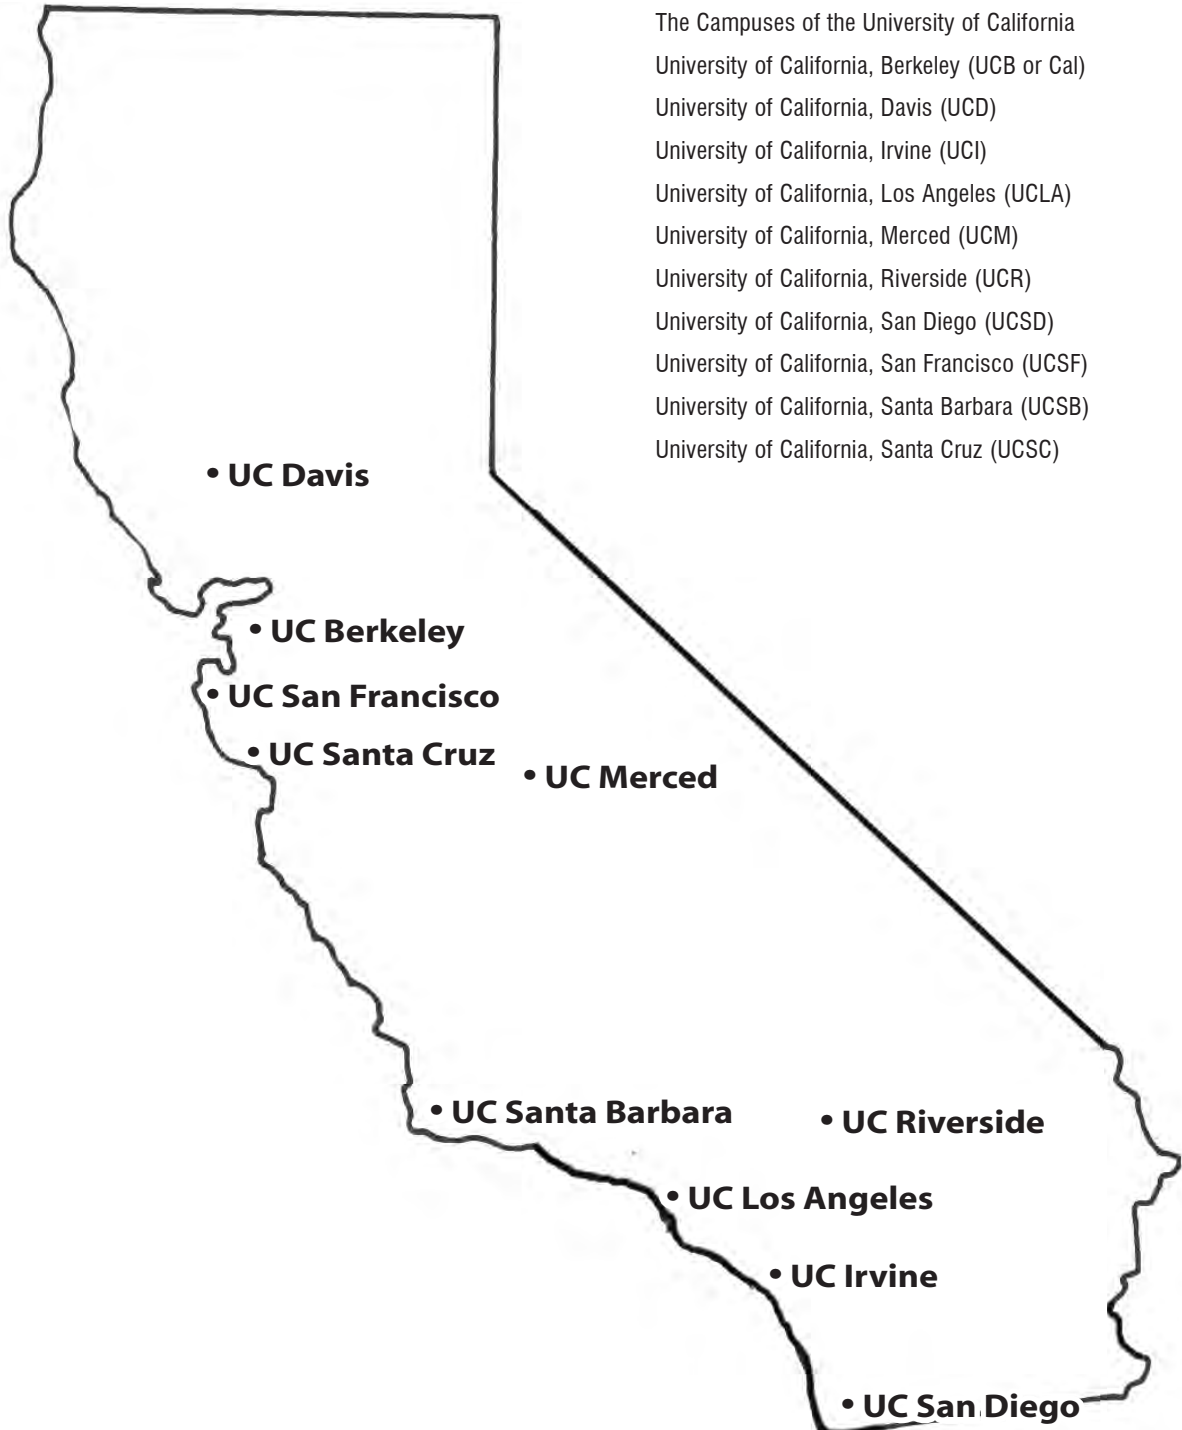 The Campuses of the University of California
University of California, Berkeley (UCB or Cal)
University of California, Davis (UCD)
University of California, Irvine (UCI)
University of California, Los Angeles (UCLA)
University of California, Merced (UCM)
University of California, Riverside (UCR)
University of California, San Diego (UCSD)
University of California, San Francisco (UCSF)
University of California, Santa Barbara (UCSB)
University of California, Santa Cruz (UCSC)
• UC Davis
• UC Berkeley
• UC San Francisco
• UC Santa Cruz
• UC Merced
• UC Santa Barbara
• UC Riverside
• UC Los Angeles
• UC Irvine
• UC San Diego